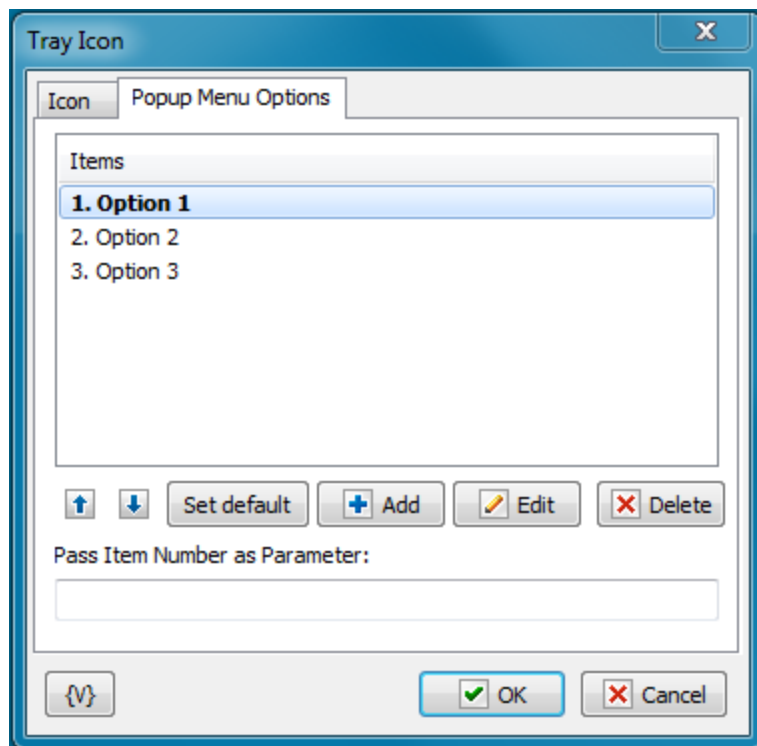 Tray Icon
Icon Popup Menu Options
Items
1. Option 1
2. Option 2
3. Option 3
Set default Add Edit Delete
Pass Item Number as Parameter:
{V} OK Cancel